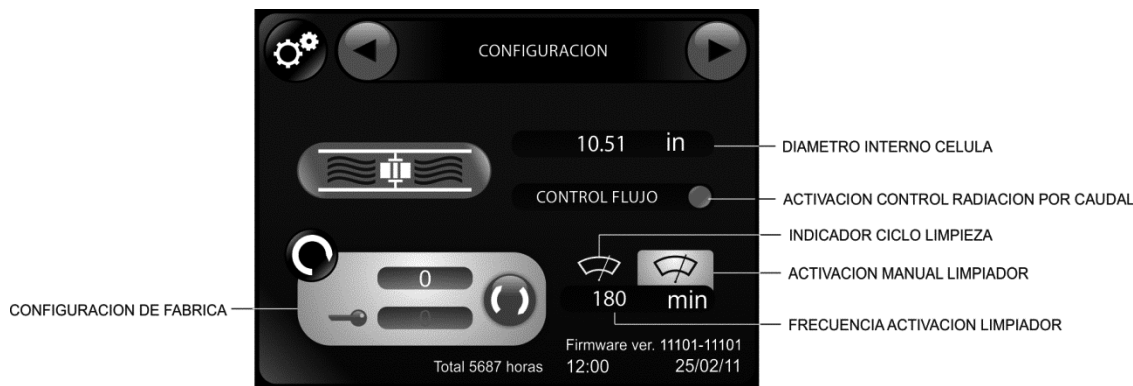 CONFIGURACION
10.51 in
DIAMETRO INTERNO CELULA
CONTROL FLUJO
ACTIVACION CONTROL RADIACION POR CAUDAL
INDICADOR CICLO LIMPIEZA
ACTIVACION MANUAL LIMPIADOR
0
CONFIGURACION DE FABRICA
0
180 min
FRECUENCIA ACTIVACION LIMPIADOR
Firmware ver. 11101-11101
Total 5687 horas 12:00 25/02/11